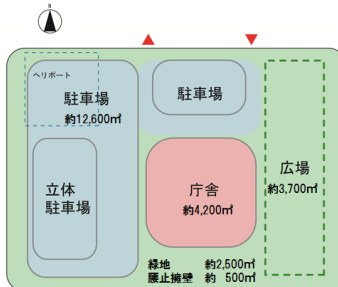 N
ヘリポート
駐車場
約12,600㎡
駐車場
立体
駐車場
庁舎
約4,200㎡
広場
約3,700㎡
緑地 約2,500㎡
腰止擁壁 約 500㎡